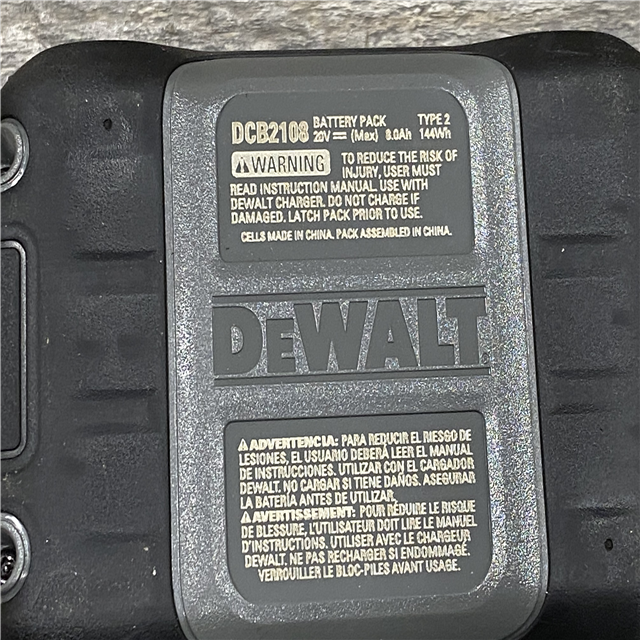 BATTERY PACK TYPE 2
DCB2108 20V ⎓ (Max) 8.0Ah 144Wh
⚠WARNING TO REDUCE THE RISK OF
INJURY, USER MUST
READ INSTRUCTION MANUAL. USE WITH
DEWALT CHARGER. DO NOT CHARGE IF
DAMAGED. LATCH PACK PRIOR TO USE.
CELLS MADE IN CHINA. PACK ASSEMBLED IN CHINA.
DEWALT
⚠ADVERTENCIA: PARA REDUCIR EL RIESGO DE
LESIONES, EL USUARIO DEBERÁ LEER EL MANUAL
DE INSTRUCCIONES. UTILIZAR CON EL CARGADOR
DEWALT. NO CARGAR SI TIENE DAÑOS. ASEGURAR
LA BATERÍA ANTES DE UTILIZAR.
⚠AVERTISSEMENT: POUR RÉDUIRE LE RISQUE
DE BLESSURE, L'UTILISATEUR DOIT LIRE LE MANUEL
D'INSTRUCTIONS. UTILISER AVEC LE CHARGEUR
DEWALT. NE PAS RECHARGER SI ENDOMMAGÉ.
VERROUILLER LE BLOC-PILES AVANT USAGE.